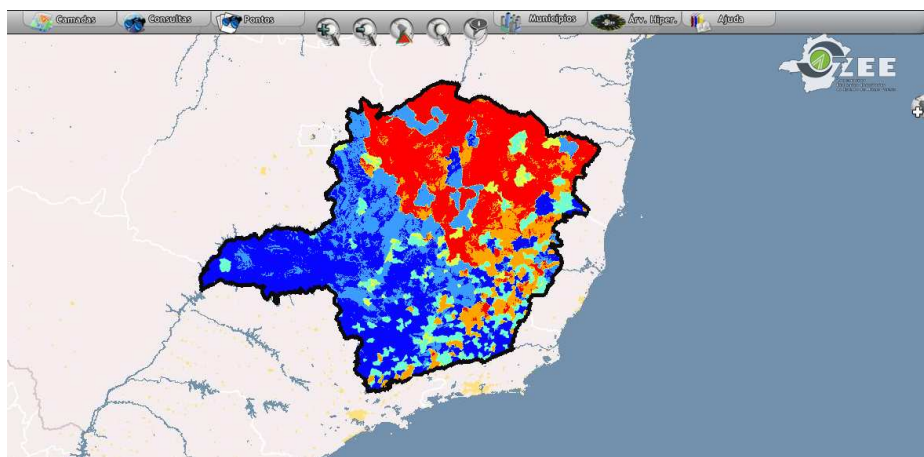 Camadas
Consultas
Pontos
Municípios
Árv. Hiper.
Ajuda
ZEE